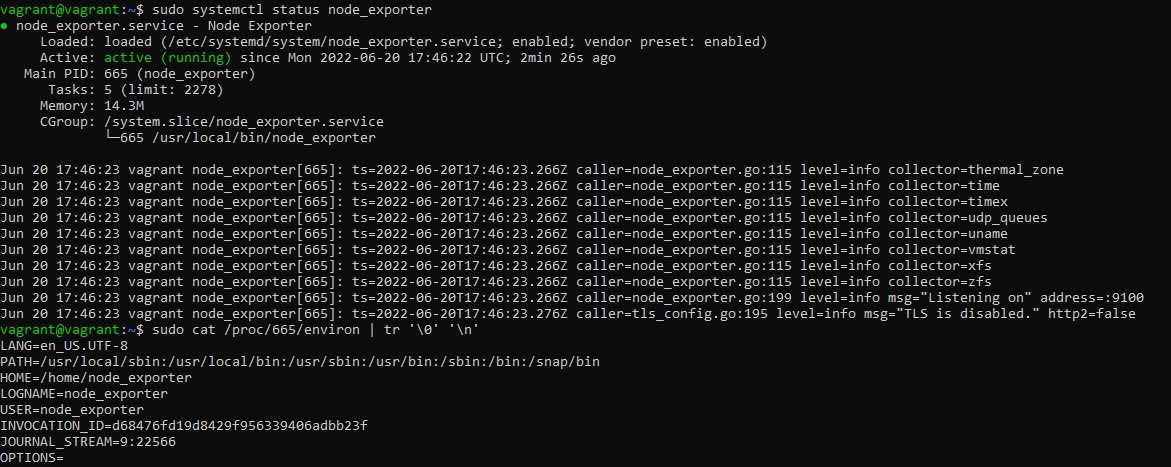 vagrant@vagrant:~$ sudo systemctl status node_exporter
● node_exporter.service - Node Exporter
     Loaded: loaded (/etc/systemd/system/node_exporter.service; enabled; vendor preset: enabled)
     Active: active (running) since Mon 2022-06-20 17:46:22 UTC; 2min 26s ago
   Main PID: 665 (node_exporter)
      Tasks: 5 (limit: 2278)
     Memory: 14.3M
     CGroup: /system.slice/node_exporter.service
             └─665 /usr/local/bin/node_exporter

Jun 20 17:46:23 vagrant node_exporter[665]: ts=2022-06-20T17:46:23.266Z caller=node_exporter.go:115 level=info collector=thermal_zone
Jun 20 17:46:23 vagrant node_exporter[665]: ts=2022-06-20T17:46:23.266Z caller=node_exporter.go:115 level=info collector=time
Jun 20 17:46:23 vagrant node_exporter[665]: ts=2022-06-20T17:46:23.266Z caller=node_exporter.go:115 level=info collector=timex
Jun 20 17:46:23 vagrant node_exporter[665]: ts=2022-06-20T17:46:23.266Z caller=node_exporter.go:115 level=info collector=udp_queues
Jun 20 17:46:23 vagrant node_exporter[665]: ts=2022-06-20T17:46:23.266Z caller=node_exporter.go:115 level=info collector=uname
Jun 20 17:46:23 vagrant node_exporter[665]: ts=2022-06-20T17:46:23.266Z caller=node_exporter.go:115 level=info collector=vmstat
Jun 20 17:46:23 vagrant node_exporter[665]: ts=2022-06-20T17:46:23.266Z caller=node_exporter.go:115 level=info collector=xfs
Jun 20 17:46:23 vagrant node_exporter[665]: ts=2022-06-20T17:46:23.266Z caller=node_exporter.go:115 level=info collector=zfs
Jun 20 17:46:23 vagrant node_exporter[665]: ts=2022-06-20T17:46:23.266Z caller=node_exporter.go:199 level=info msg="Listening on" address=:9100
Jun 20 17:46:23 vagrant node_exporter[665]: ts=2022-06-20T17:46:23.276Z caller=tls_config.go:195 level=info msg="TLS is disabled." http2=false
vagrant@vagrant:~$ sudo cat /proc/665/environ | tr '\0' '\n'
LANG=en_US.UTF-8
PATH=/usr/local/sbin:/usr/local/bin:/usr/sbin:/usr/bin:/sbin:/bin:/snap/bin
HOME=/home/node_exporter
LOGNAME=node_exporter
USER=node_exporter
INVOCATION_ID=d68476fd19d8429f956339406adbb23f
JOURNAL_STREAM=9:22566
OPTIONS=